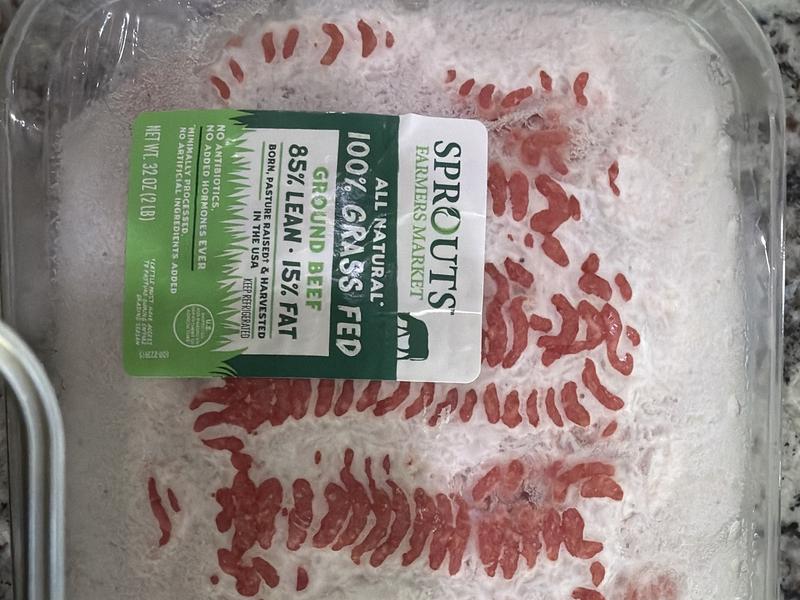 SPROUTS™
FARMERS MARKET
ALL NATURAL*
100% GRASS FED
GROUND BEEF
85% LEAN • 15% FAT
BORN, PASTURE RAISED† & HARVESTED
IN THE USA
KEEP REFRIGERATED
NO ANTIBIOTICS,
NO ADDED HORMONES EVER
*MINIMALLY PROCESSED,
NO ARTIFICIAL INGREDIENTS ADDED
NET WT. 32 OZ (2 LB)